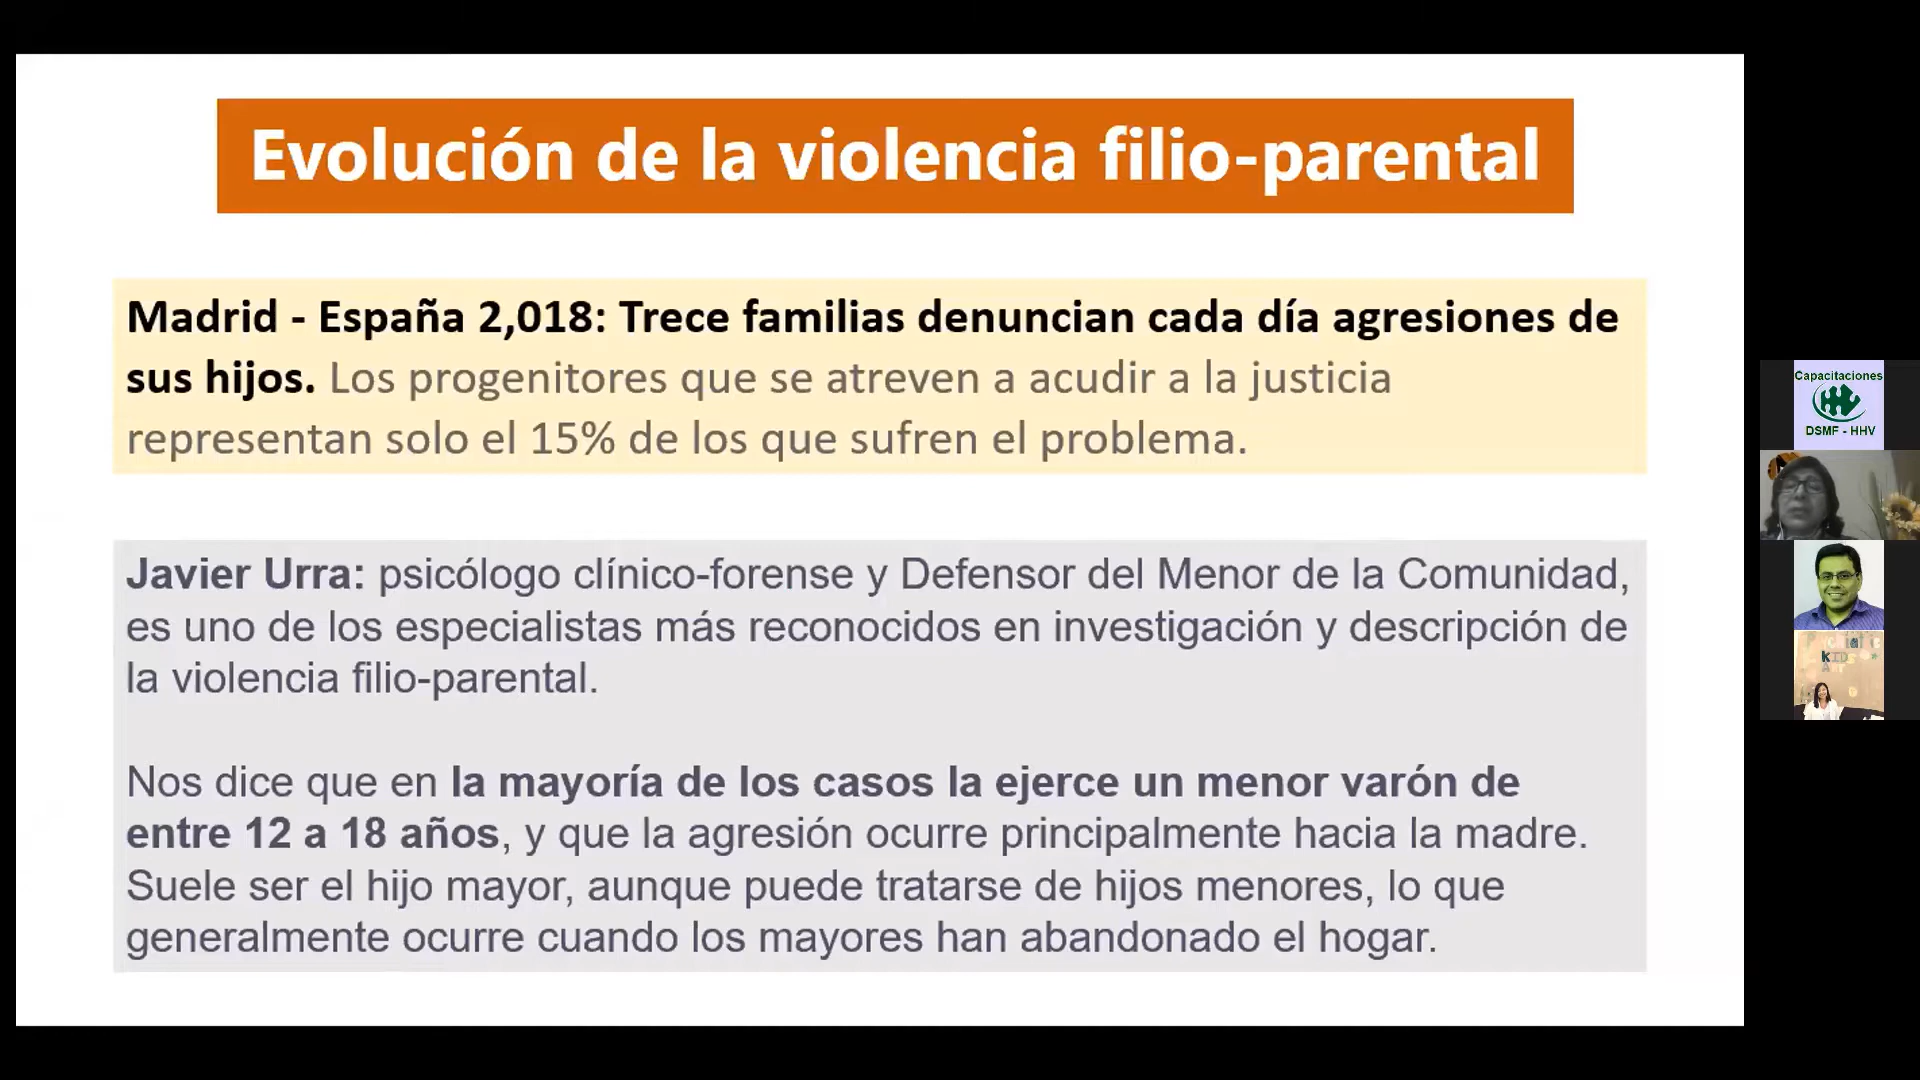 Evolución de la violencia filio-parental
Madrid - España 2,018: Trece familias denuncian cada día agresiones de
sus hijos. Los progenitores que se atreven a acudir a la justicia
representan solo el 15% de los que sufren el problema.
Javier Urra: psicólogo clínico-forense y Defensor del Menor de la Comunidad,
es uno de los especialistas más reconocidos en investigación y descripción de
la violencia filio-parental.
Nos dice que en la mayoría de los casos la ejerce un menor varón de
entre 12 a 18 años, y que la agresión ocurre principalmente hacia la madre.
Suele ser el hijo mayor, aunque puede tratarse de hijos menores, lo que
generalmente ocurre cuando los mayores han abandonado el hogar.
Capacitaciones
DSMF - HHV
KIDS